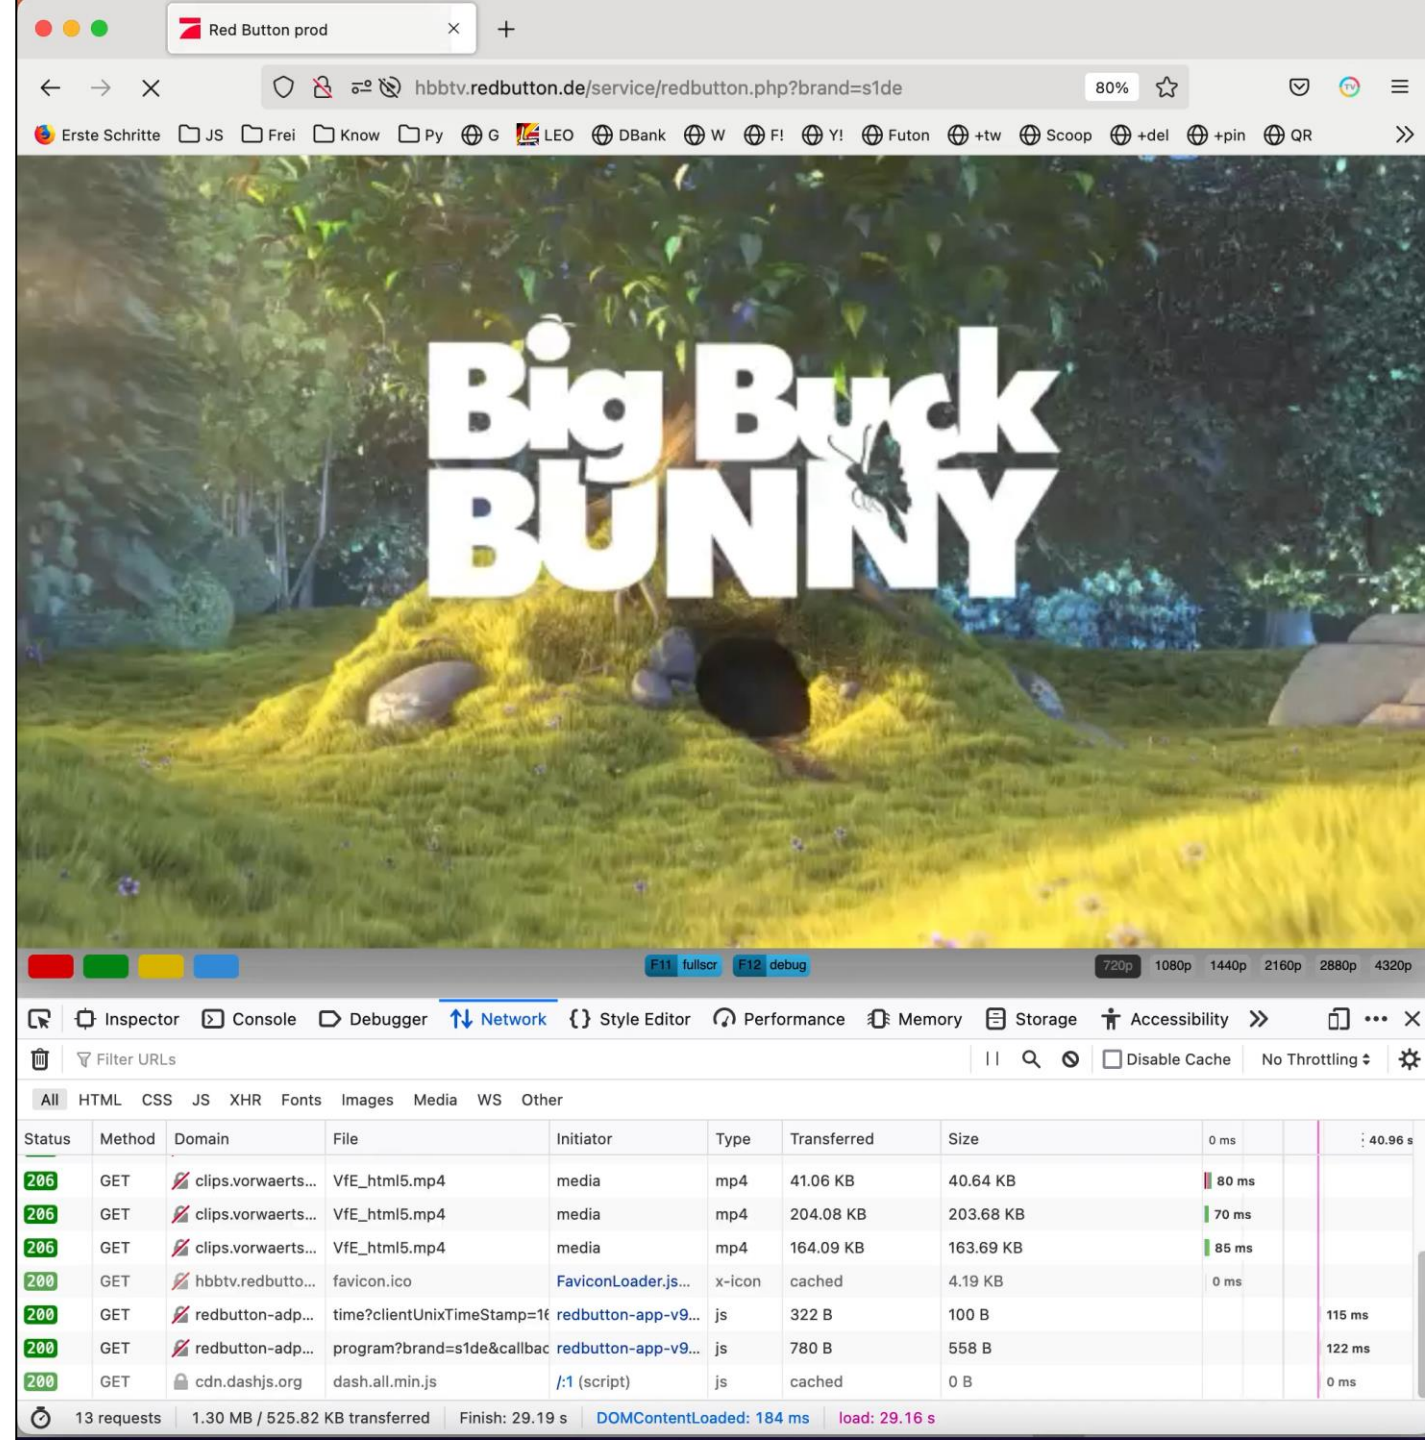 Red Button prod
hbbtv.redbutton.de/service/redbutton.php?brand=s1de 80%
Erste Schritte JS Frei Know Py G LEO DBank W F! Y! Futon +tw Scoop +del +pin QR
Big Buck
BUNNY
F11 fullscr F12 debug 720p 1080p 1440p 2160p 2880p 4320p
Inspector Console Debugger Network Style Editor Performance Memory Storage Accessibility
Filter URLs Disable Cache No Throttling
All HTML CSS JS XHR Fonts Images Media WS Other
Status Method Domain File Initiator Type Transferred Size 0 ms 40.96 s
206 GET clips.vorwaerts... VfE_html5.mp4 media mp4 41.06 KB 40.64 KB 80 ms
206 GET clips.vorwaerts... VfE_html5.mp4 media mp4 204.08 KB 203.68 KB 70 ms
206 GET clips.vorwaerts... VfE_html5.mp4 media mp4 164.09 KB 163.69 KB 85 ms
200 GET hbbtv.redbutto... favicon.ico FaviconLoader.js... x-icon cached 4.19 KB 0 ms
200 GET redbutton-adp... time?clientUnixTimeStamp=16 redbutton-app-v9... js 322 B 100 B 115 ms
200 GET redbutton-adp... program?brand=s1de&callbac redbutton-app-v9... js 780 B 558 B 122 ms
200 GET cdn.dashjs.org dash.all.min.js /:1 (script) js cached 0 B 0 ms
13 requests 1.30 MB / 525.82 KB transferred Finish: 29.19 s DOMContentLoaded: 184 ms load: 29.16 s